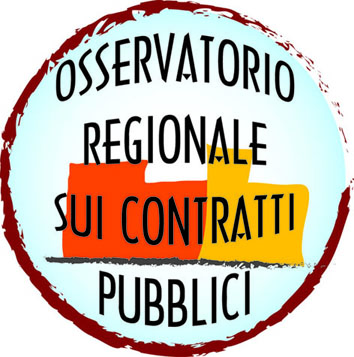 OSSERVATORIO
REGIONALE
SUI CONTRATTI
PUBBLICI